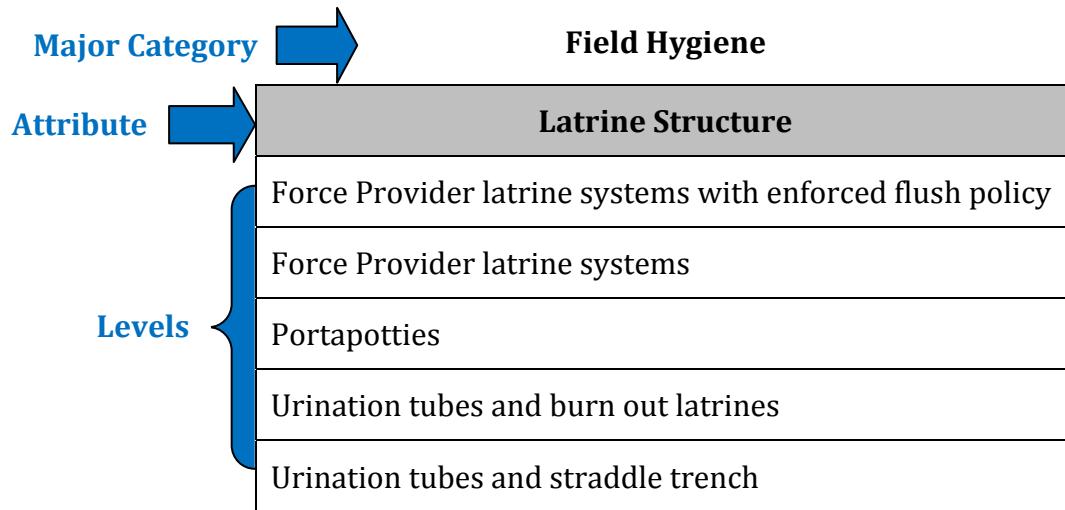 Major Category
Field Hygiene
Attribute
Latrine Structure
Force Provider latrine systems with enforced flush policy
Force Provider latrine systems
Levels
Portapotties
Urination tubes and burn out latrines
Urination tubes and straddle trench